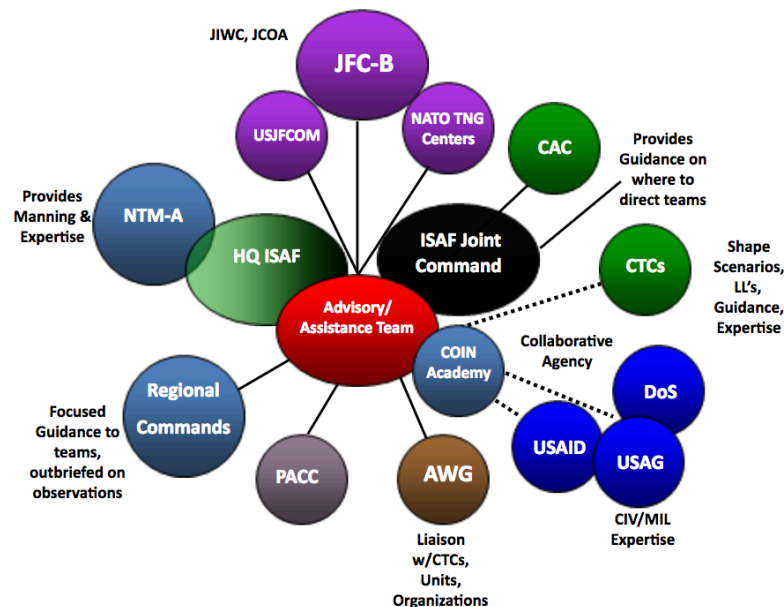 JIWC, JCOA
JFC-B
USJFCOM
NATO TNG
Centers
CAC
Provides
Guidance on
where to
direct teams
Provides
Manning &
Expertise
NTM-A
HQ ISAF
ISAF Joint
Command
CTCs
Shape
Scenarios,
LL's,
Guidance,
Expertise
Advisory/
Assistance Team
COIN
Academy
Collaborative
Agency
Regional
Commands
Focused
Guidance to
teams,
outbriefed on
observations
DoS
USAID
USAG
CIV/MIL
Expertise
PACC
AWG
Liaison
w/CTCs,
Units,
Organizations